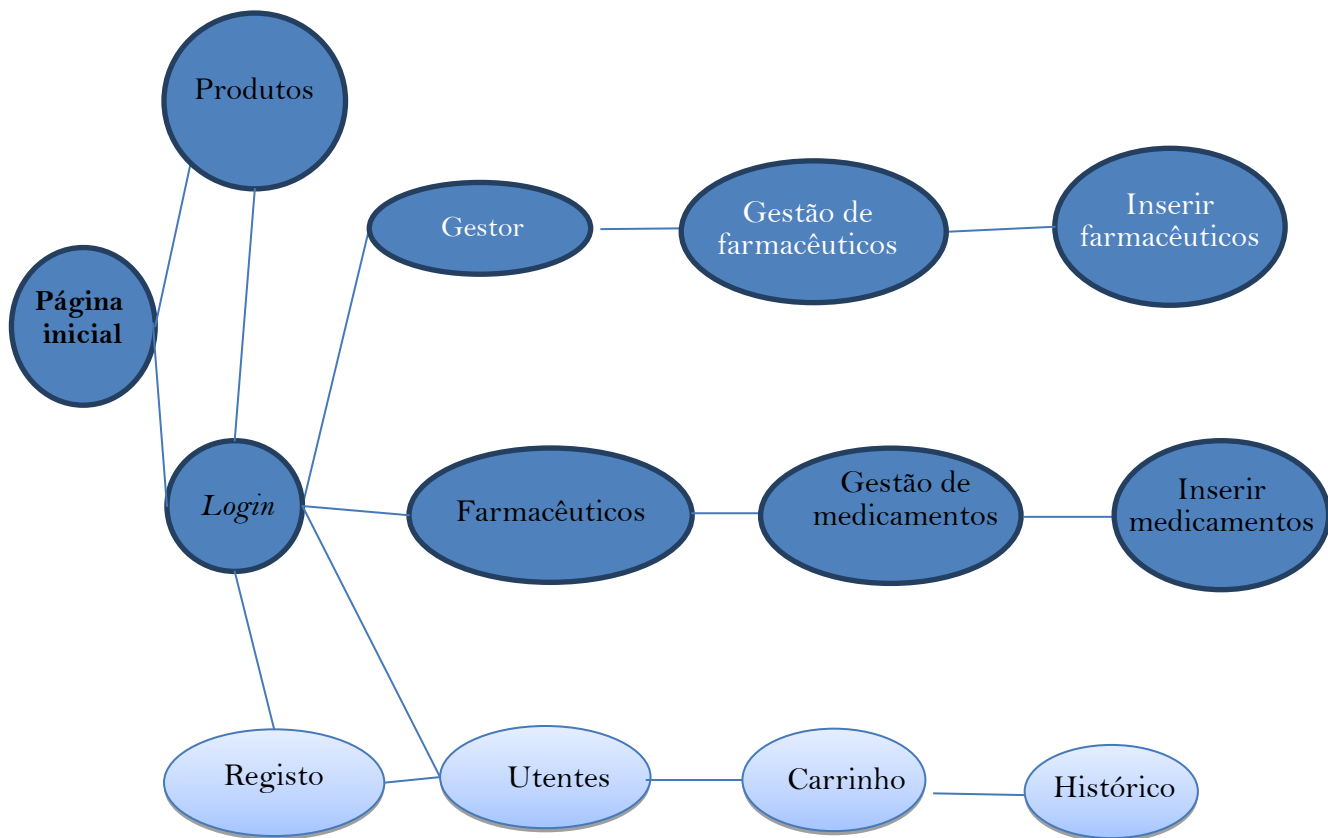 Produtos
Gestor
Gestão de
farmacêuticos
Inserir
farmacêuticos
Página
inicial
Login
Farmacêuticos
Gestão de
medicamentos
Inserir
medicamentos
Registo
Utentes
Carrinho
Histórico